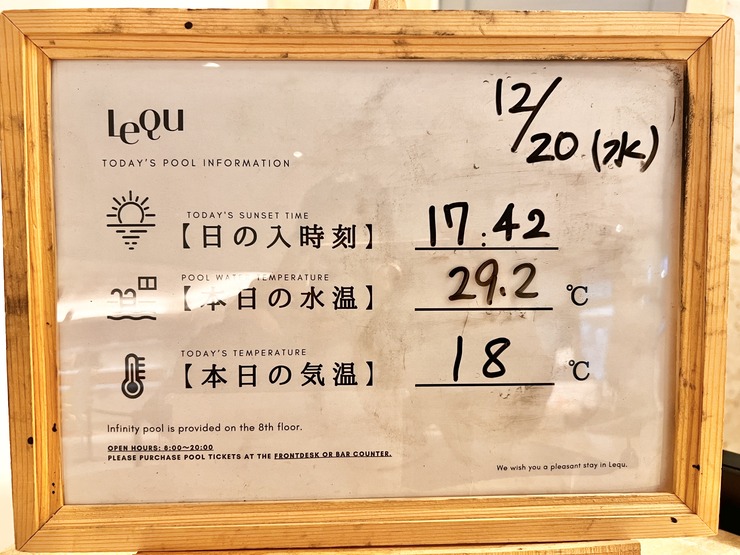 LeQu
TODAY'S POOL INFORMATION
12/20 (水)
TODAY'S SUNSET TIME
【日の入時刻】 17:42
POOL WATER TEMPERATURE
【本日の水温】 29.2 ℃
TODAY'S TEMPERATURE
【本日の気温】 18 ℃
Infinity pool is provided on the 8th floor.
OPEN HOURS: 8:00～20:00
PLEASE PURCHASE POOL TICKETS AT THE FRONTDESK OR BAR COUNTER.
We wish you a pleasant stay in Lequ.